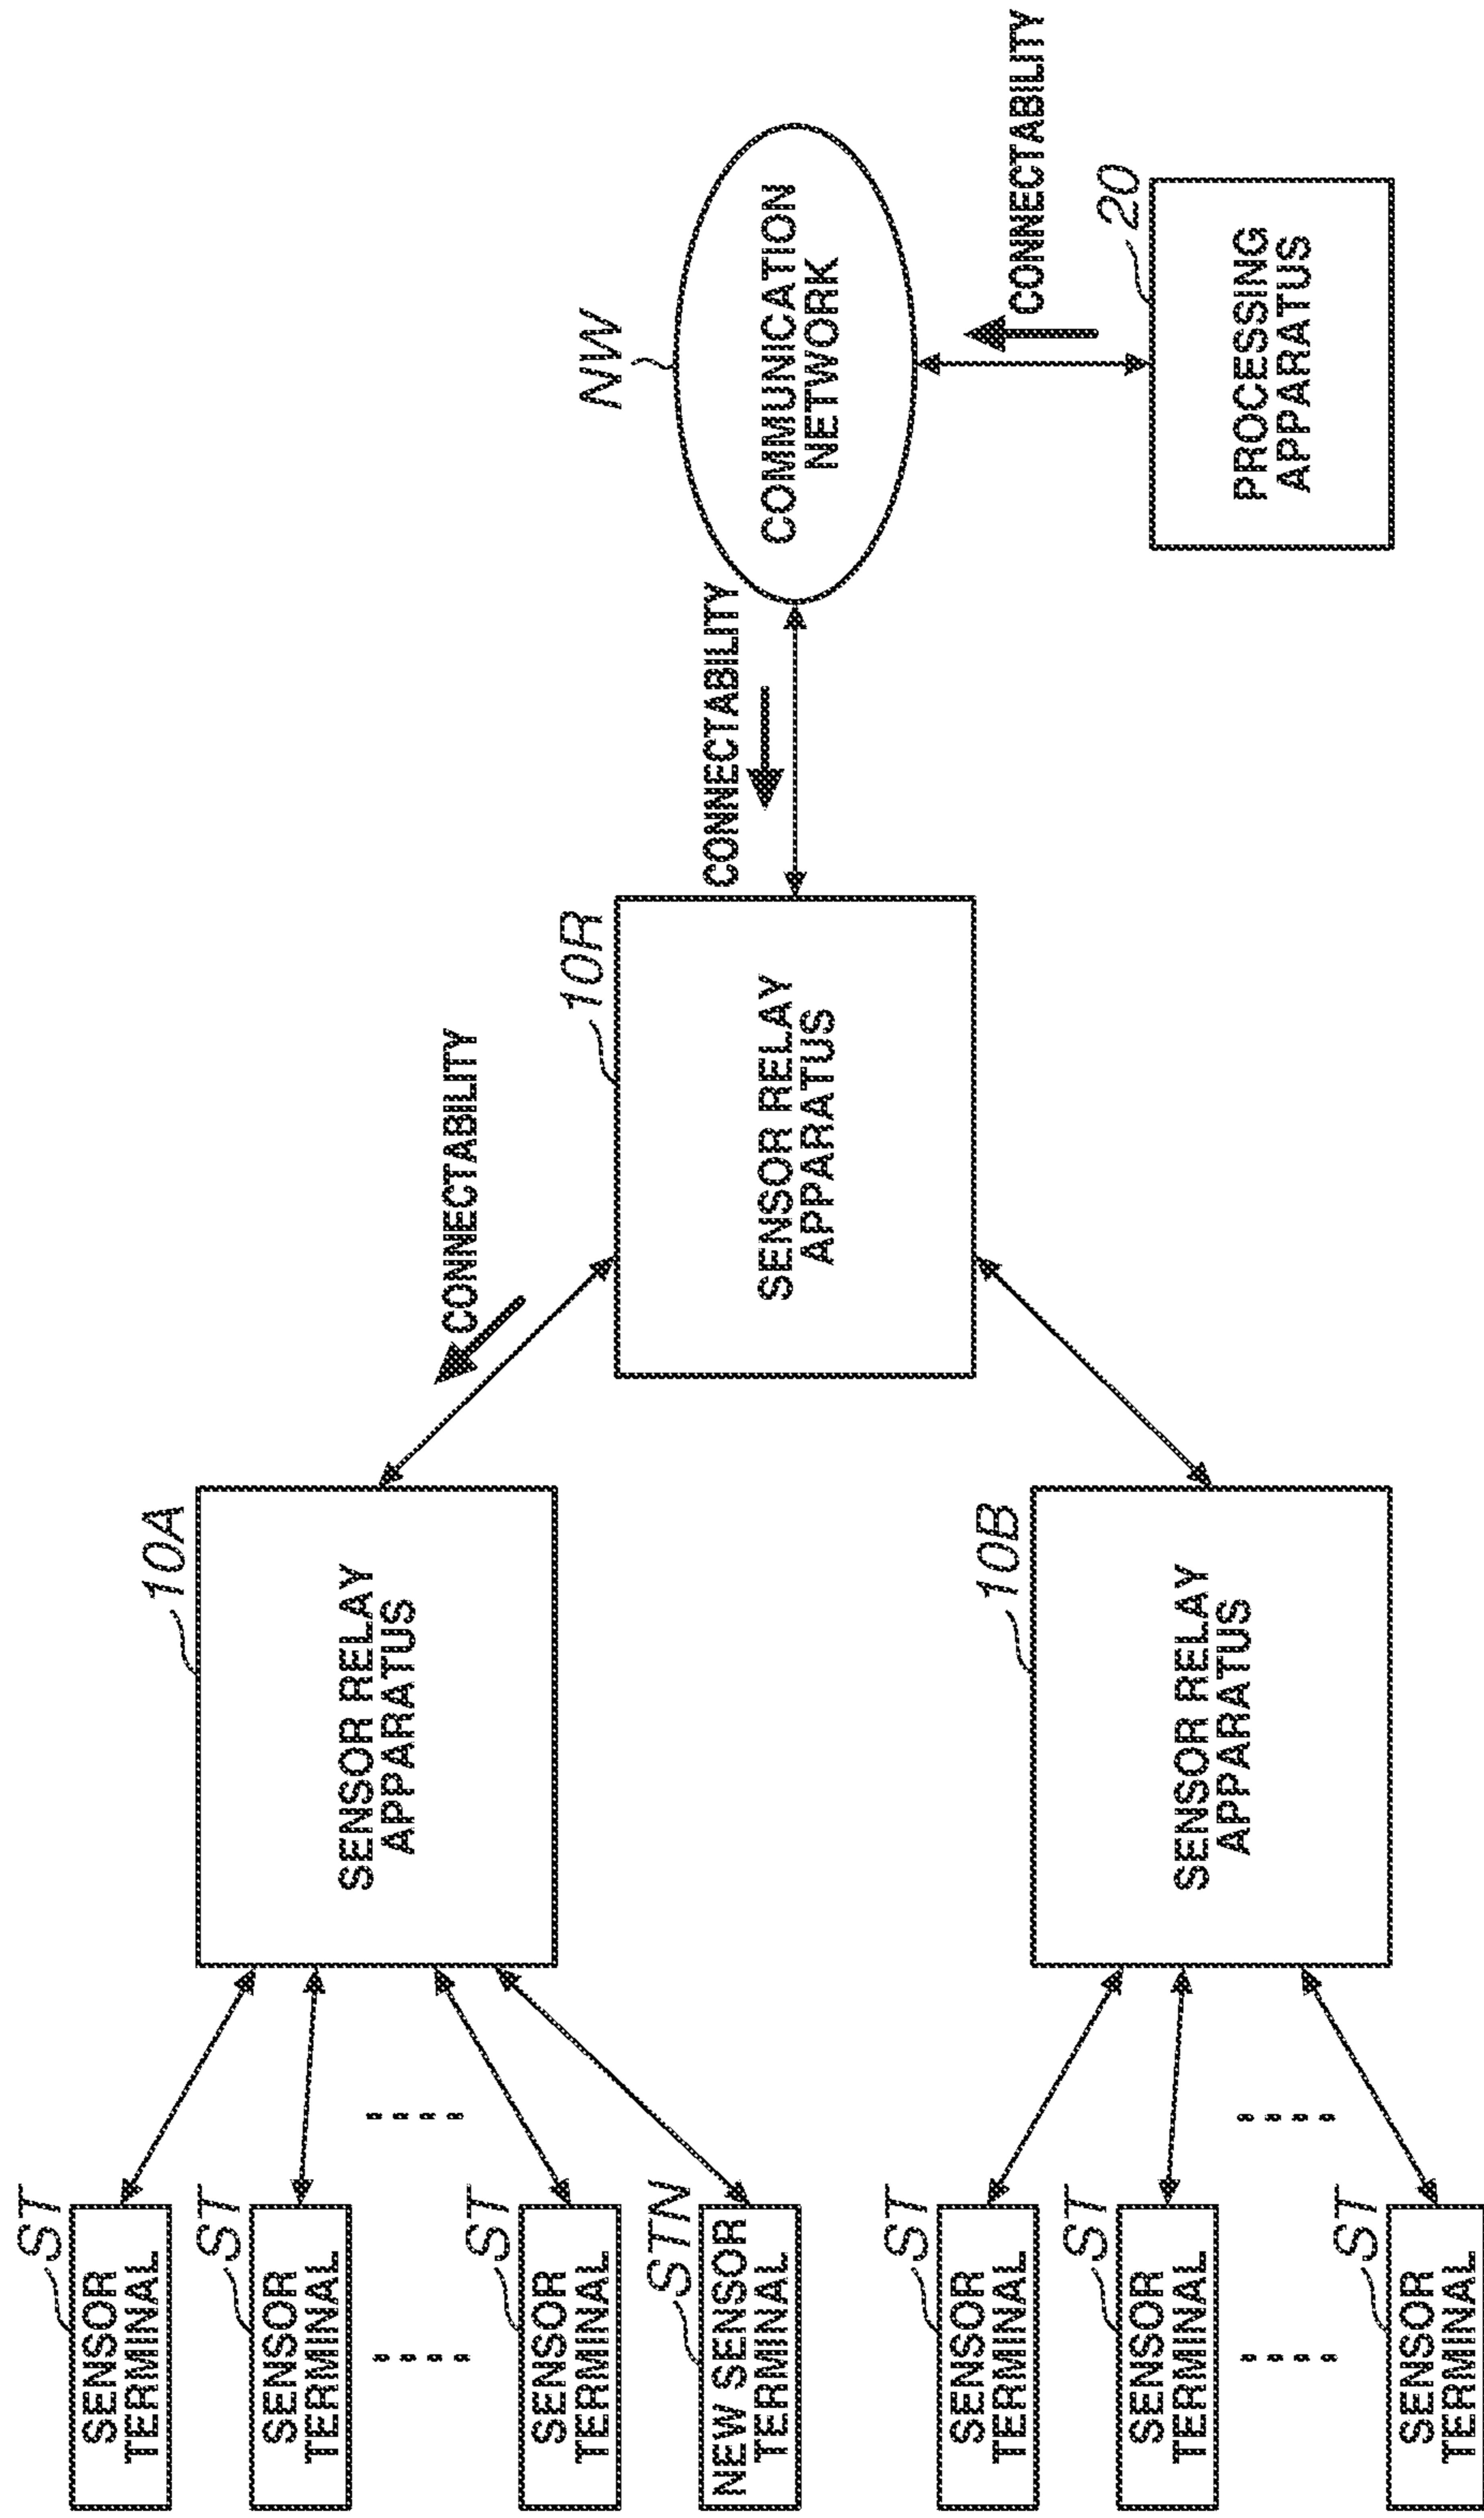 ST
SENSOR
TERMINAL
ST
SENSOR
TERMINAL
ST
SENSOR
TERMINAL
STN
NEW SENSOR
TERMINAL
10A
SENSOR RELAY
APPARATUS
CONNECTABILITY
10R
SENSOR RELAY
APPARATUS
CONNECTABILITY
NW
COMMUNICATION
NETWORK
CONNECTABILITY
20
PROCESSING
APPARATUS
ST
SENSOR
TERMINAL
ST
SENSOR
TERMINAL
ST
SENSOR
TERMINAL
10B
SENSOR RELAY
APPARATUS